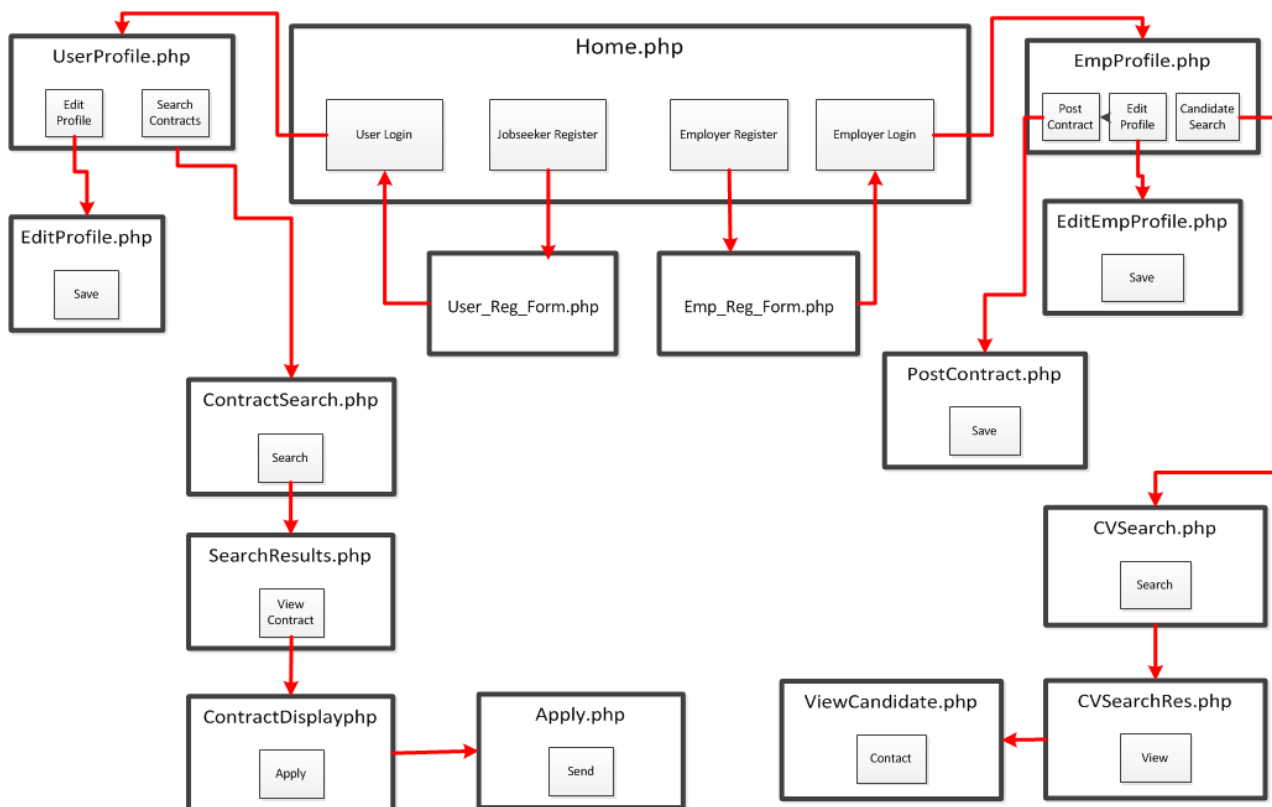 Home.php
User Login
Jobseeker Register
Employer Register
Employer Login
UserProfile.php
Edit
Profile
Search
Contracts
EmpProfile.php
Post
Contract
Edit
Profile
Candidate
Search
EditProfile.php
Save
User_Reg_Form.php
Emp_Reg_Form.php
EditEmpProfile.php
Save
PostContract.php
Save
ContractSearch.php
Search
SearchResults.php
View
Contract
ContractDisplayphp
Apply
Apply.php
Send
CVSearch.php
Search
CVSearchRes.php
View
ViewCandidate.php
Contact